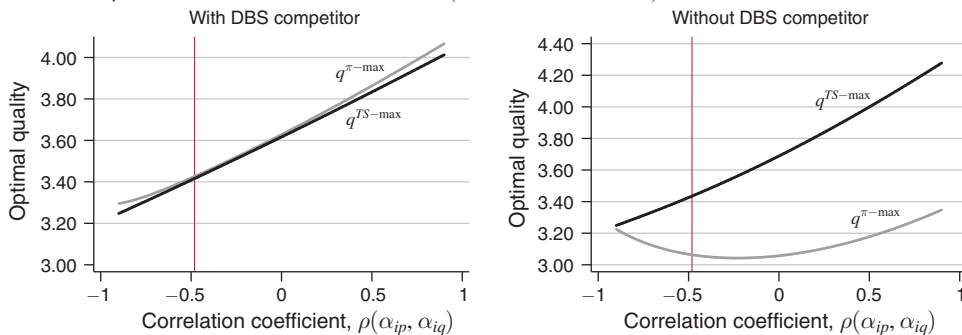 With DBS competitor
Optimal quality
4.00
3.80
3.60
3.40
3.20
3.00
q^{π−max}
q^{TS−max}
−1
−0.5
0
0.5
1
Correlation coefficient, ρ(α_{ip}, α_{iq})
Without DBS competitor
Optimal quality
4.40
4.20
4.00
3.80
3.60
3.40
3.20
3.00
q^{TS−max}
q^{π−max}
−1
−0.5
0
0.5
1
Correlation coefficient, ρ(α_{ip}, α_{iq})